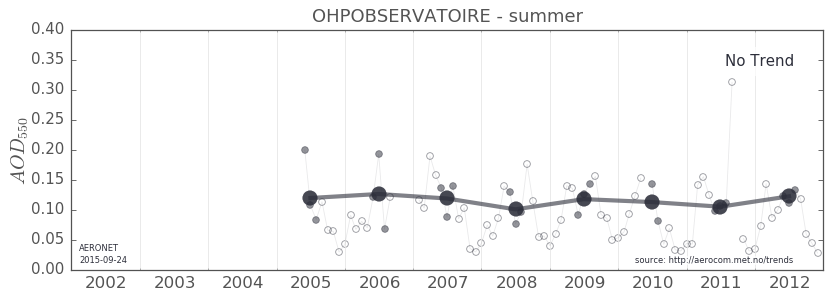 OHPOBSERVATOIRE - summer
0.40
0.35
0.30
0.25
0.20
0.15
0.10
0.05
0.00
AOD550
No Trend
AERONET
2015-09-24
source: http://aerocom.met.no/trends
2002 2003 2004 2005 2006 2007 2008 2009 2010 2011 2012